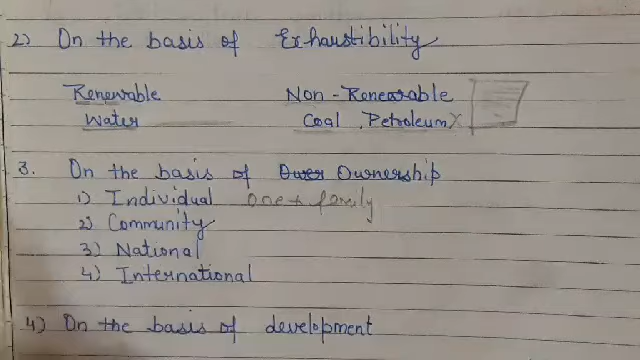 2) On the basis of Exhaustibility
Renewable Non-Renewable
Water Coal, Petroleum X
3. On the basis of Ownership
1) Individual one + family
2) Community
3) National
4) International
4) On the basis of development